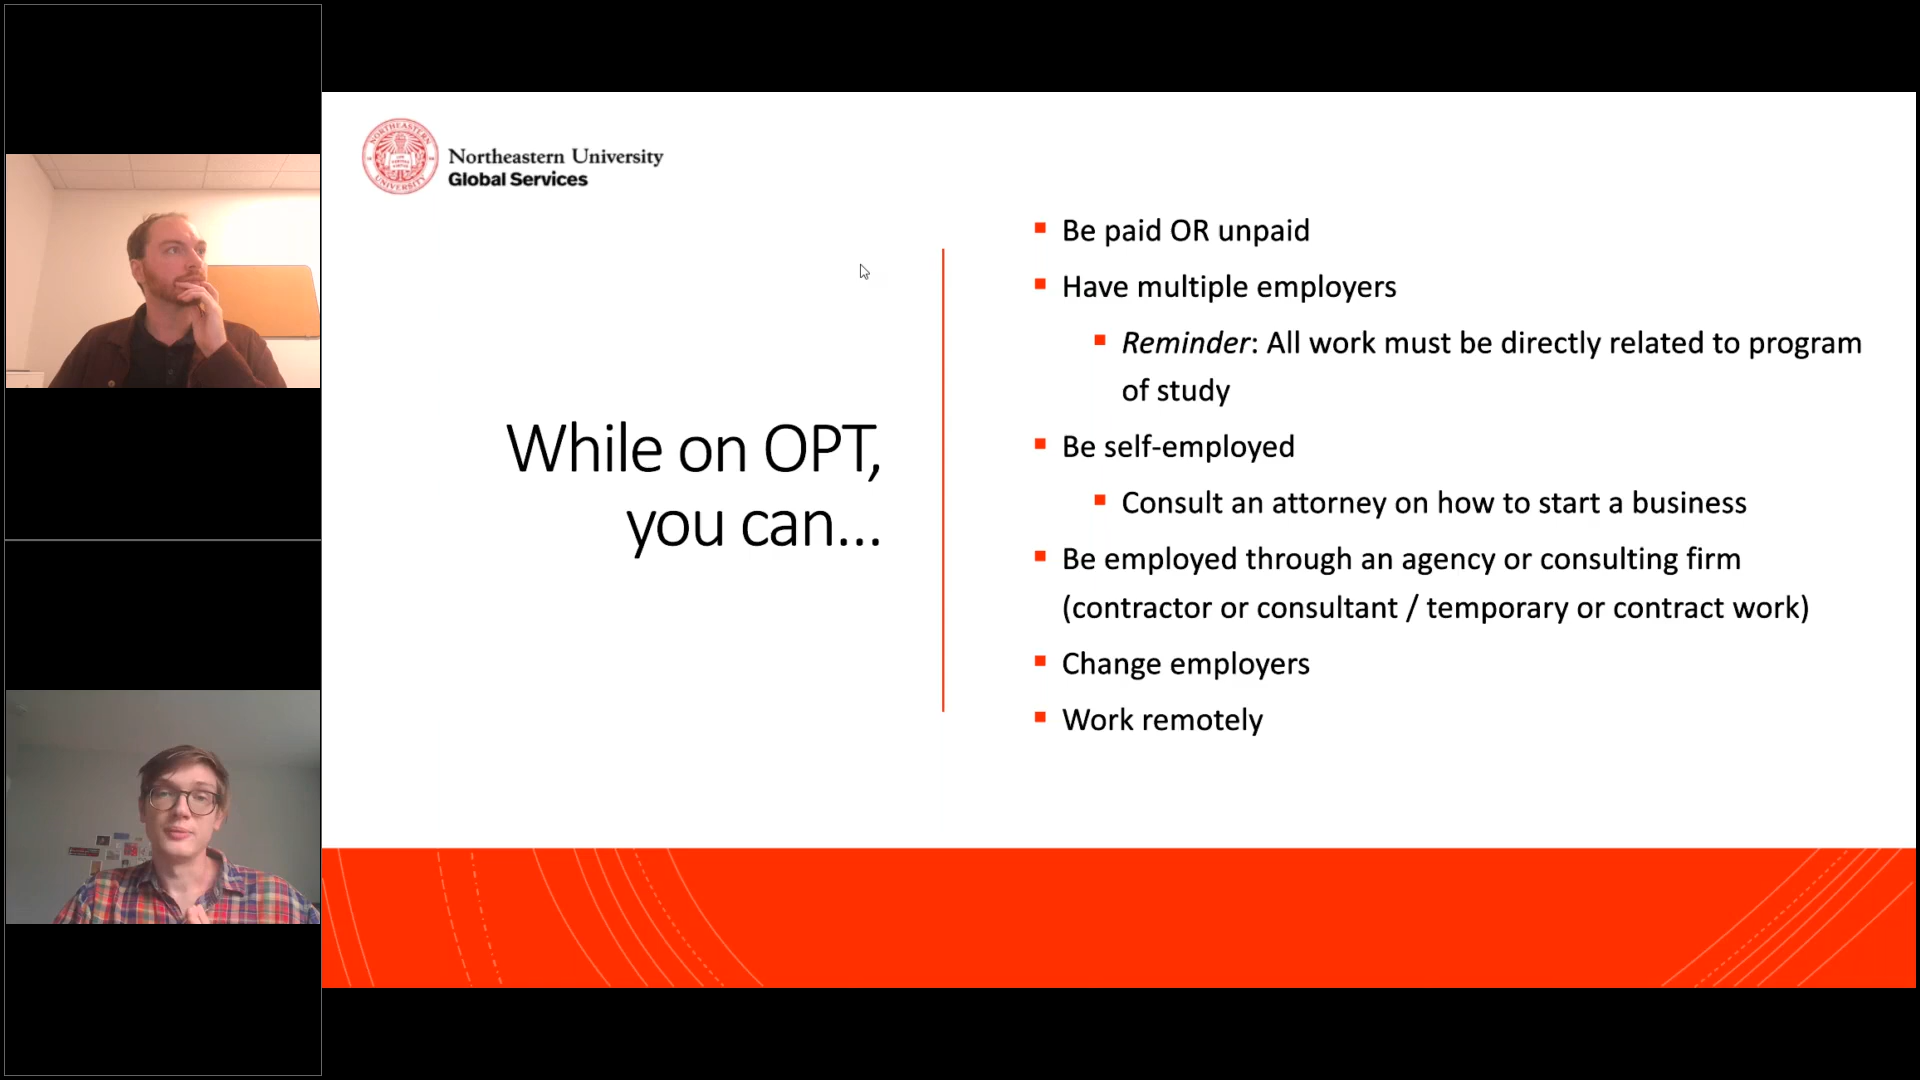 NORTHEASTERN
UNIVERSITY
Northeastern University
Global Services
While on OPT,
you can...
Be paid OR unpaid
Have multiple employers
Reminder: All work must be directly related to program
of study
Be self-employed
Consult an attorney on how to start a business
Be employed through an agency or consulting firm
(contractor or consultant / temporary or contract work)
Change employers
Work remotely